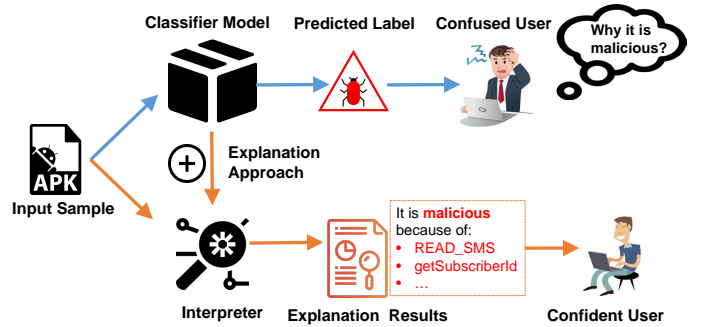 Classifier Model
Predicted Label
Confused User
Why it is
malicious?
APK
Input Sample
Explanation
Approach
It is malicious
because of:
• READ_SMS
• getSubscriberId
• ...
Interpreter
Explanation Results
Confident User